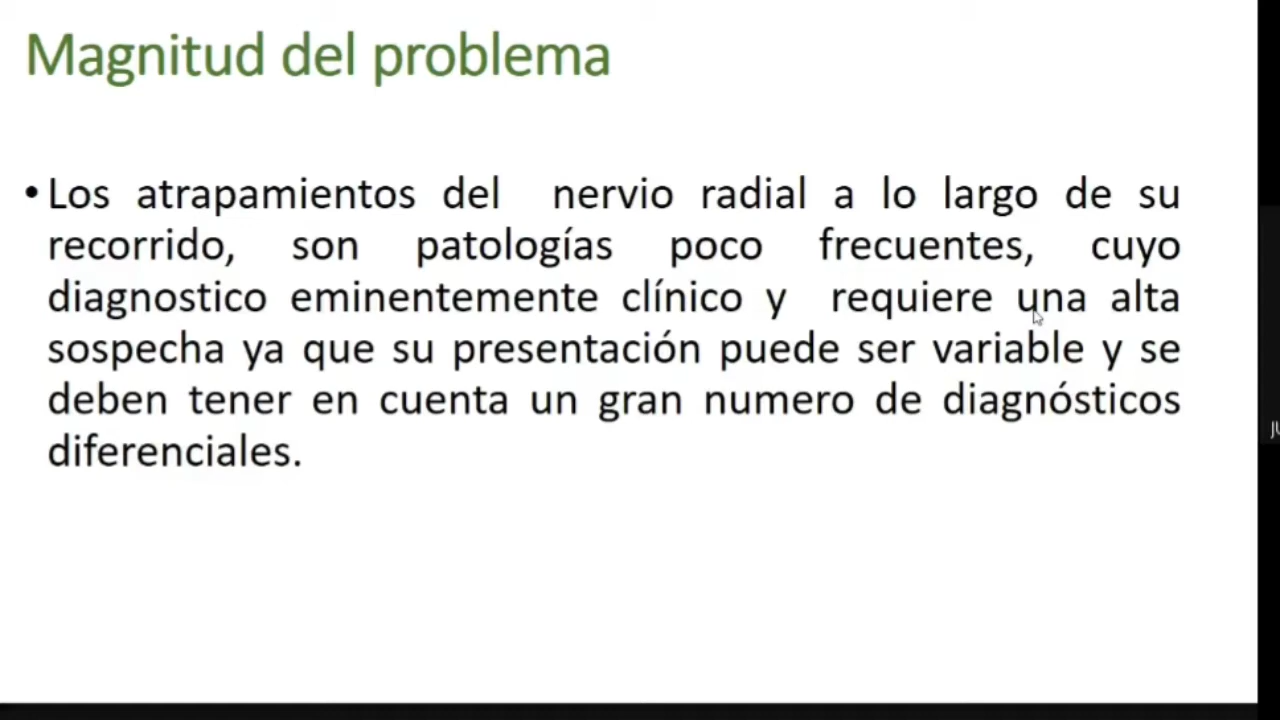 Magnitud del problema
• Los atrapamientos del nervio radial a lo largo de su
recorrido, son patologías poco frecuentes, cuyo
diagnostico eminentemente clínico y requiere una alta
sospecha ya que su presentación puede ser variable y se
deben tener en cuenta un gran numero de diagnósticos
diferenciales.